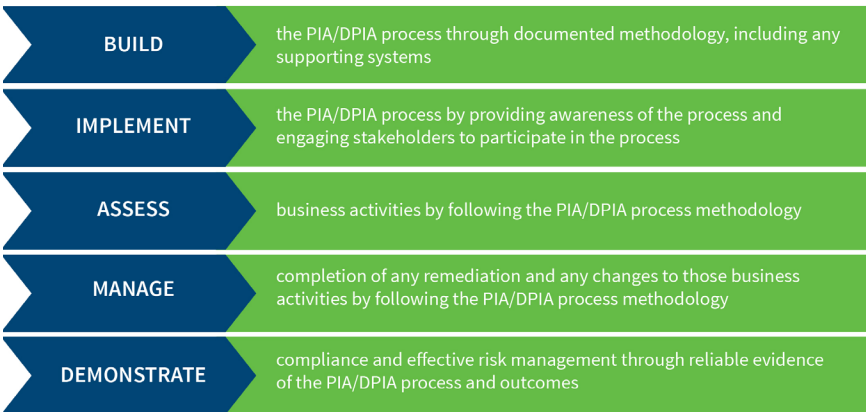 BUILD
the PIA/DPIA process through documented methodology, including any
supporting systems
IMPLEMENT
the PIA/DPIA process by providing awareness of the process and
engaging stakeholders to participate in the process
ASSESS
business activities by following the PIA/DPIA process methodology
MANAGE
completion of any remediation and any changes to those business
activities by following the PIA/DPIA process methodology
DEMONSTRATE
compliance and effective risk management through reliable evidence
of the PIA/DPIA process and outcomes